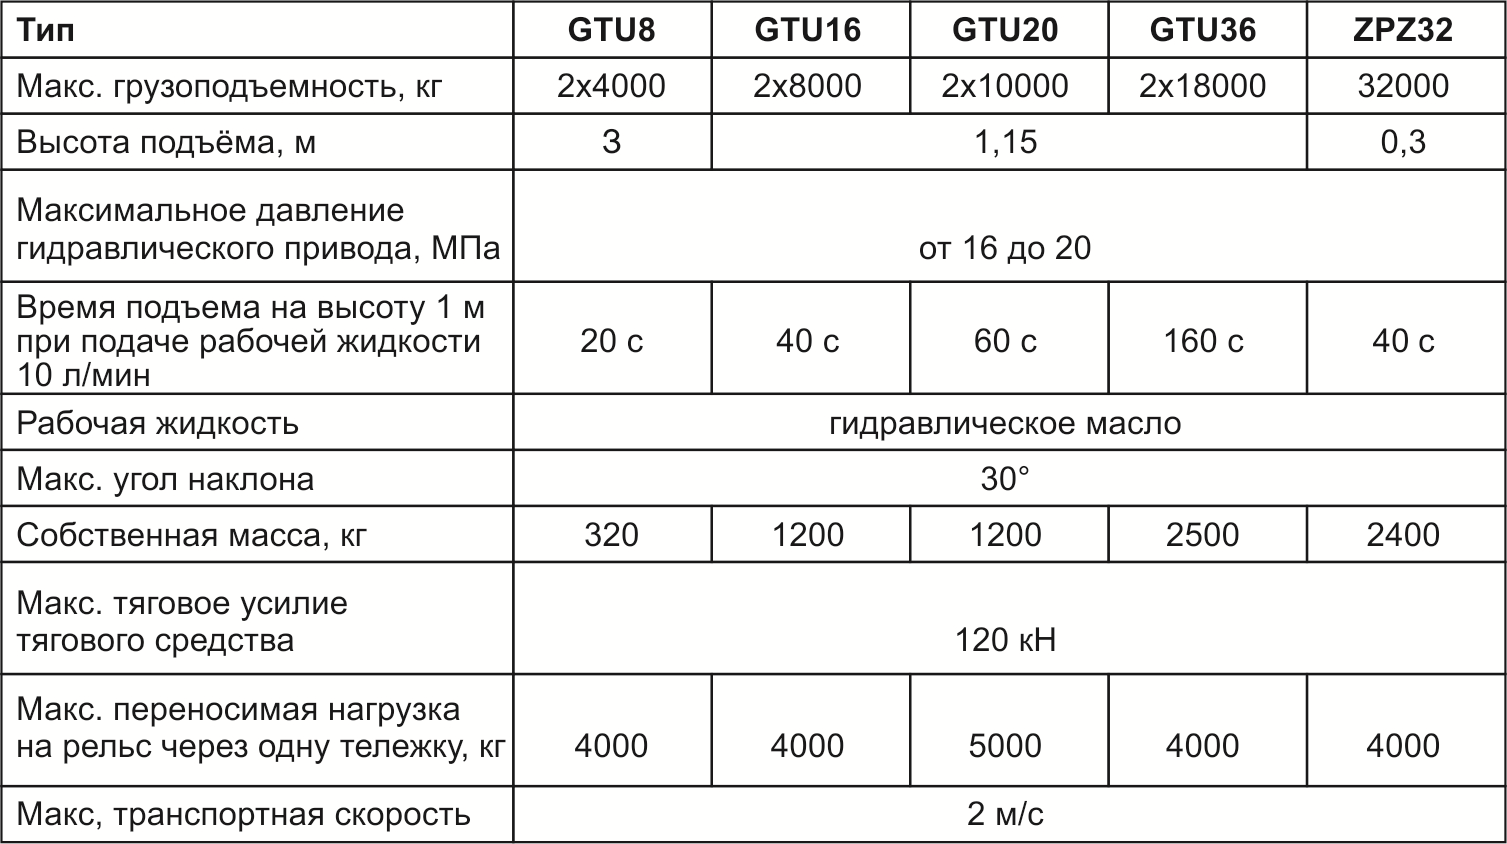 Тип GTU8 GTU16 GTU20 GTU36 ZPZ32
Макс. грузоподъемность, кг 2x4000 2x8000 2x10000 2x18000 32000
Высота подъёма, м 3 1,15 0,3
Максимальное давление
гидравлического привода, МПа от 16 до 20
Время подъема на высоту 1 м
при подаче рабочей жидкости 20 с 40 с 60 с 160 с 40 с
10 л/мин
Рабочая жидкость гидравлическое масло
Макс. угол наклона 30°
Собственная масса, кг 320 1200 1200 2500 2400
Макс. тяговое усилие
тягового средства 120 кН
Макс. переносимая нагрузка
на рельс через одну тележку, кг 4000 4000 5000 4000 4000
Макс, транспортная скорость 2 м/с